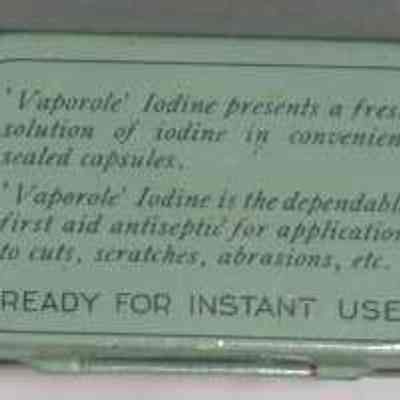 'Vaporole' Iodine presents a fres
solution of iodine in convenien
sealed capsules.
'Vaporole' Iodine is the dependabl
first aid antiseptic for application
to cuts, scratches, abrasions, etc.
READY FOR INSTANT USE